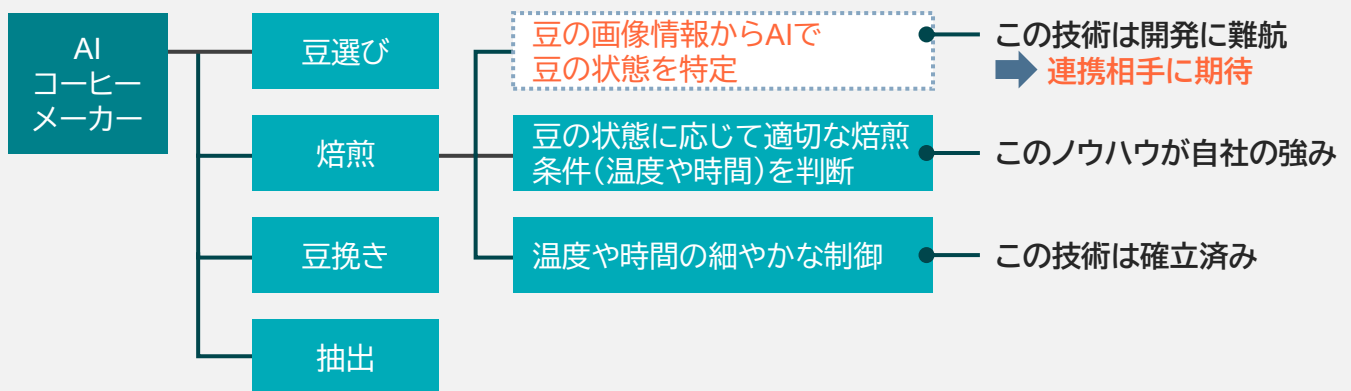 AI
コーヒー
メーカー
豆選び
焙煎
豆挽き
抽出
豆の画像情報からAIで
豆の状態を特定
豆の状態に応じて適切な焙煎
条件(温度や時間)を判断
温度や時間の細やかな制御
この技術は開発に難航
連携相手に期待
このノウハウが自社の強み
この技術は確立済み